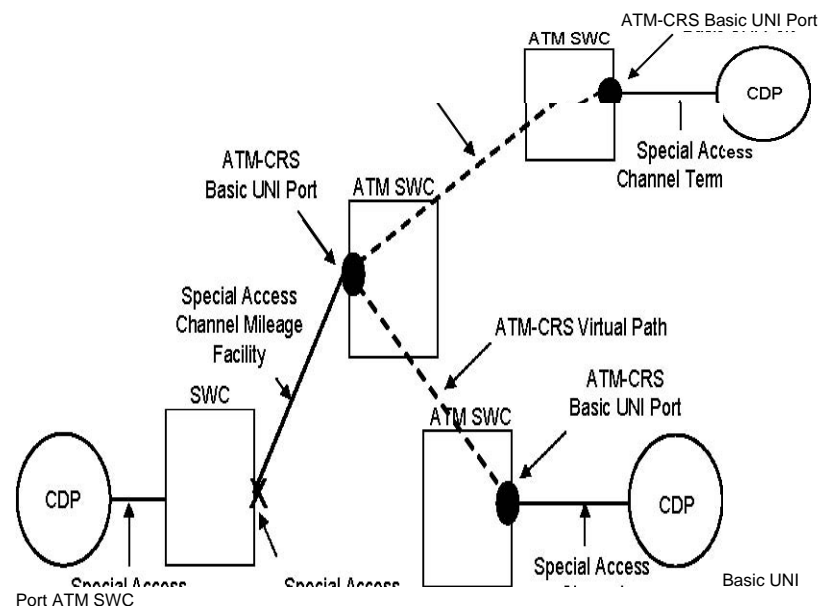 ATM-CRS Basic UNI Port
ATM SWC
CDP
Special Access
Channel Term
ATM-CRS
Basic UNI Port
ATM SWC
Special Access
Channel Mileage
Facility
ATM-CRS Virtual Path
SWC
ATM-CRS
Basic UNI Port
ATM SWC
CDP
CDP
Special Access
Special Access
Special Access
Basic UNI
Port ATM SWC